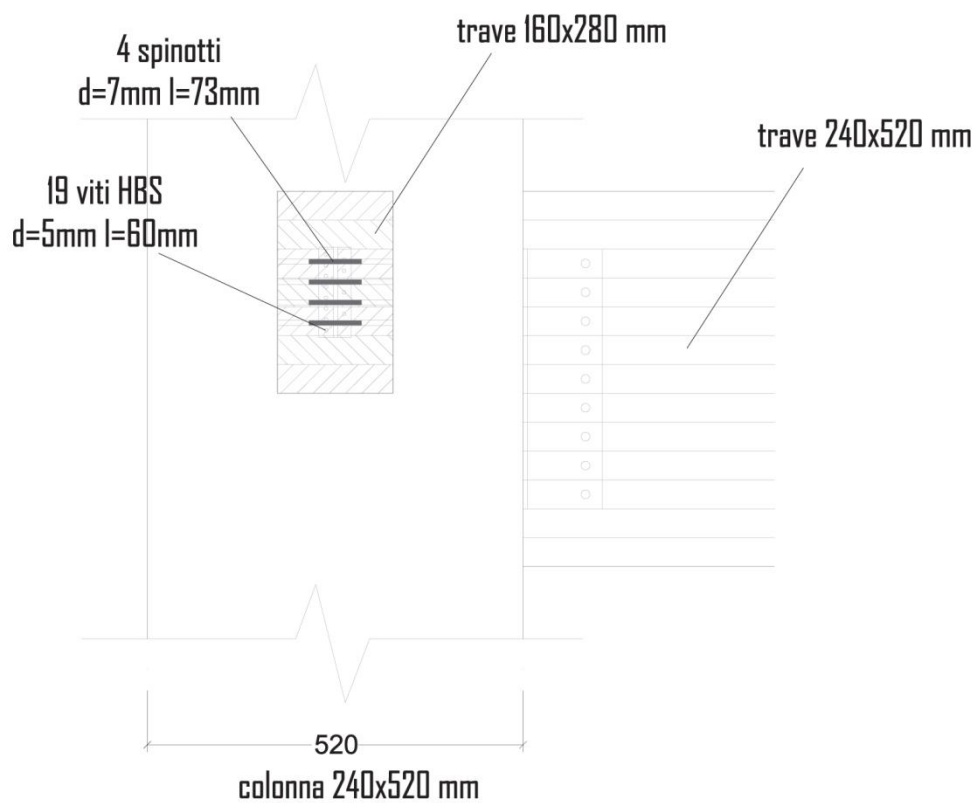 4 spinotti
d=7mm l=73mm
trave 160x280 mm
trave 240x520 mm
19 viti HBS
d=5mm l=60mm
520
colonna 240x520 mm